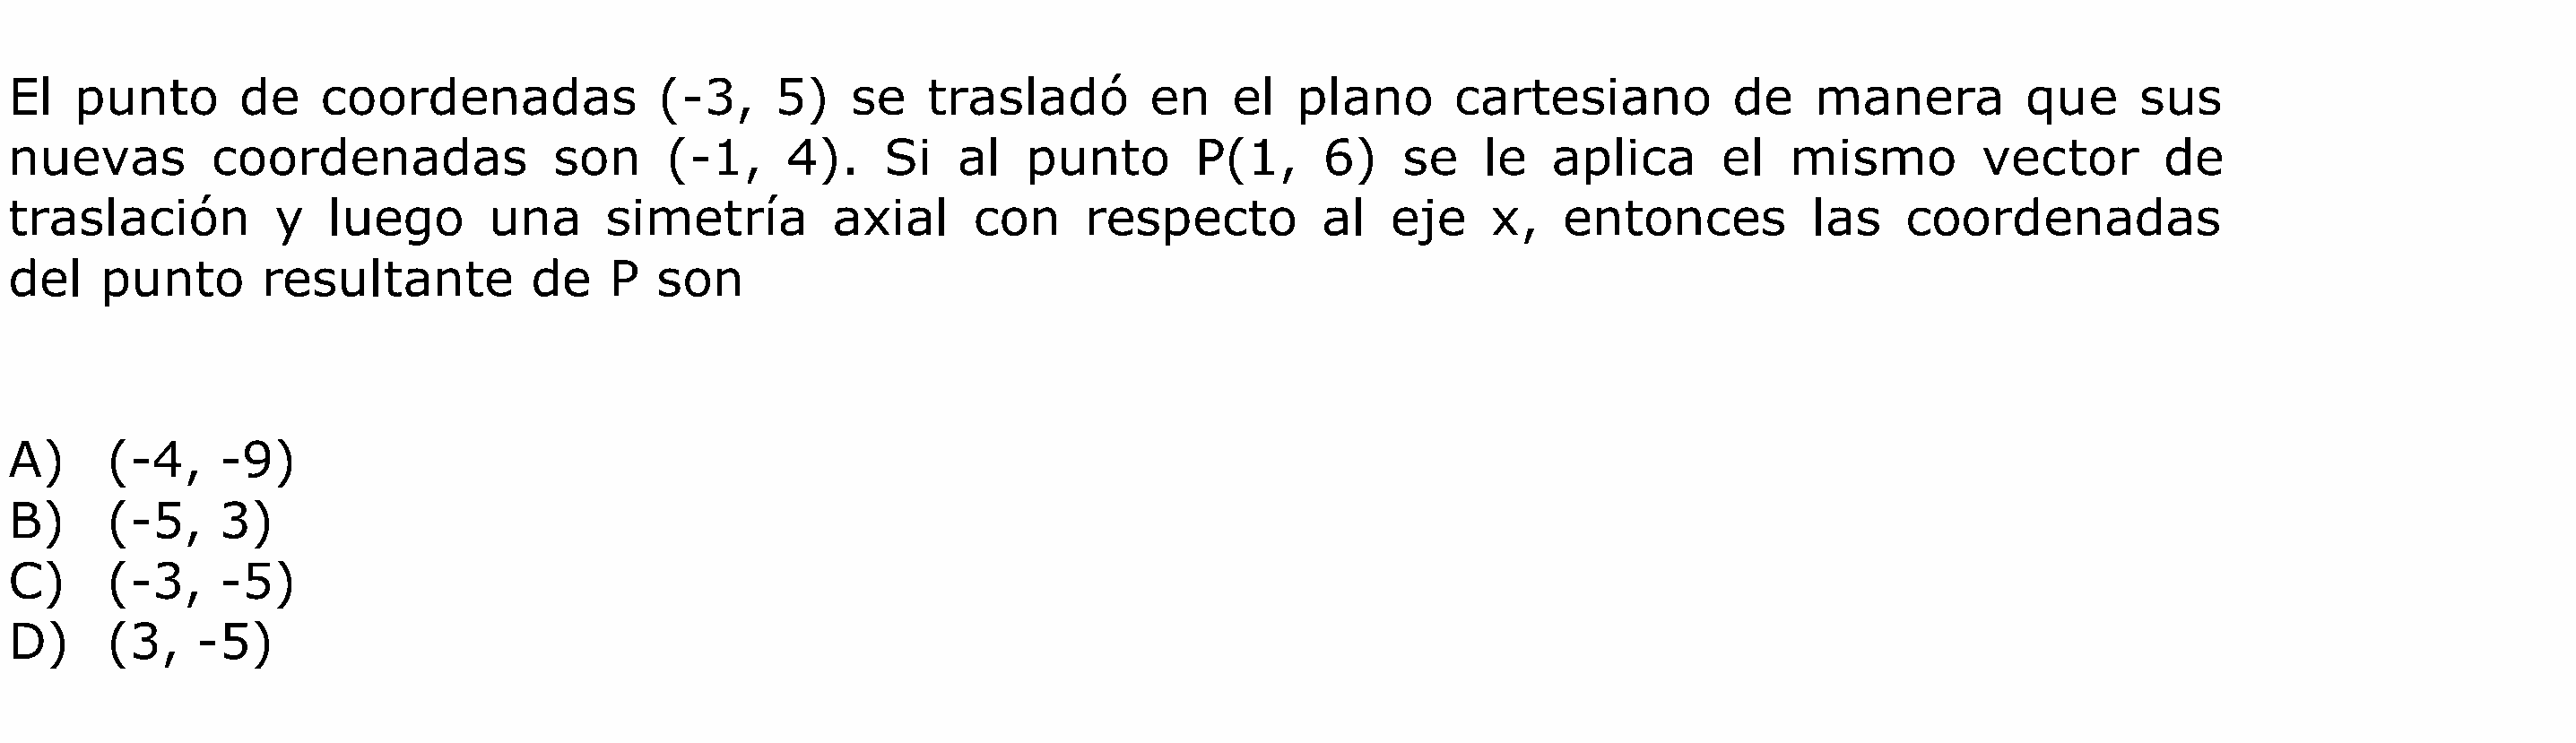 El punto de coordenadas (-3, 5) se trasladó en el plano cartesiano de manera que sus
nuevas coordenadas son (-1, 4). Si al punto P(1, 6) se le aplica el mismo vector de
traslación y luego una simetría axial con respecto al eje x, entonces las coordenadas
del punto resultante de P son
A) (-4, -9)
B) (-5, 3)
C) (-3, -5)
D) (3, -5)